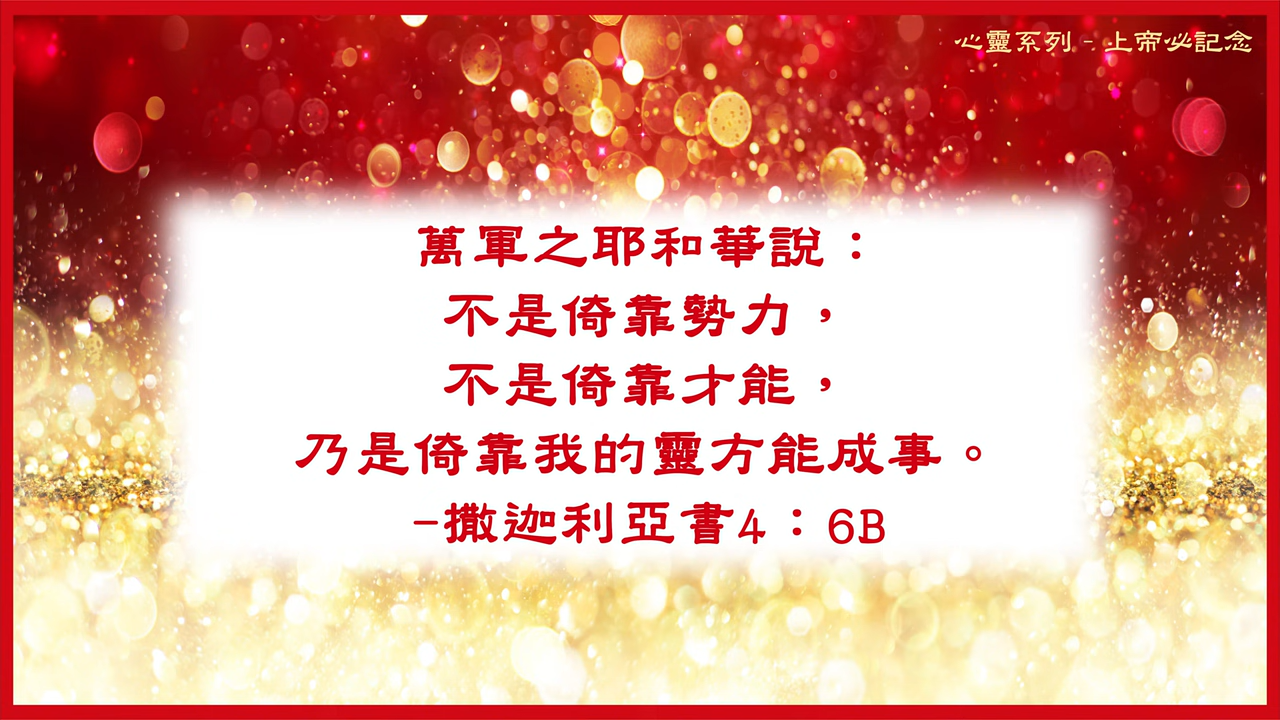 心靈系列 - 上帝必記念
萬軍之耶和華說：
不是倚靠勢力，
不是倚靠才能，
乃是倚靠我的靈方能成事。
-撒迦利亞書4：6B